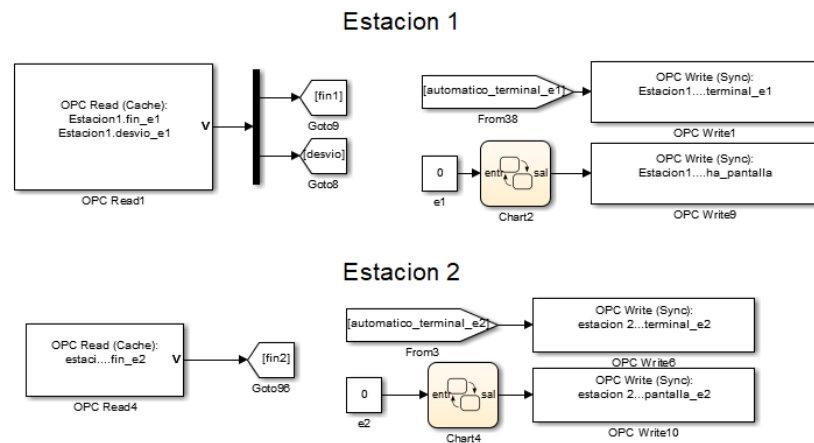 Estacion 1
OPC Read (Cache):
Estacion1.fin_e1
Estacion1.desvio_e1
V
OPC Read1
[fin1]
Goto9
[desvio]
Goto8
[automatico_terminal_e1]
From38
OPC Write (Sync):
Estacion1....terminal_e1
OPC Write1
0
e1
entr
sal
Chart2
OPC Write (Sync):
Estacion1....ha_pantalla
OPC Write9
Estacion 2
OPC Read (Cache):
estaci....fin_e2
V
OPC Read4
[fin2]
Goto96
[automatico_terminal_e2]
From3
OPC Write (Sync):
estacion 2...terminal_e2
OPC Write6
0
e2
entr
sal
Chart4
OPC Write (Sync):
estacion 2...pantalla_e2
OPC Write10